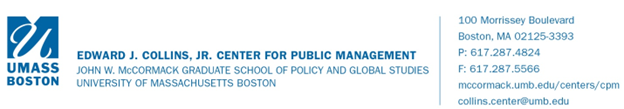 UMASS
BOSTON
EDWARD J. COLLINS, JR. CENTER FOR PUBLIC MANAGEMENT
JOHN W. McCORMACK GRADUATE SCHOOL OF POLICY AND GLOBAL STUDIES
UNIVERSITY OF MASSACHUSETTS BOSTON
100 Morrissey Boulevard
Boston, MA 02125-3393
P: 617.287.4824
F: 617.287.5566
mccormack.umb.edu/centers/cpm
collins.center@umb.edu